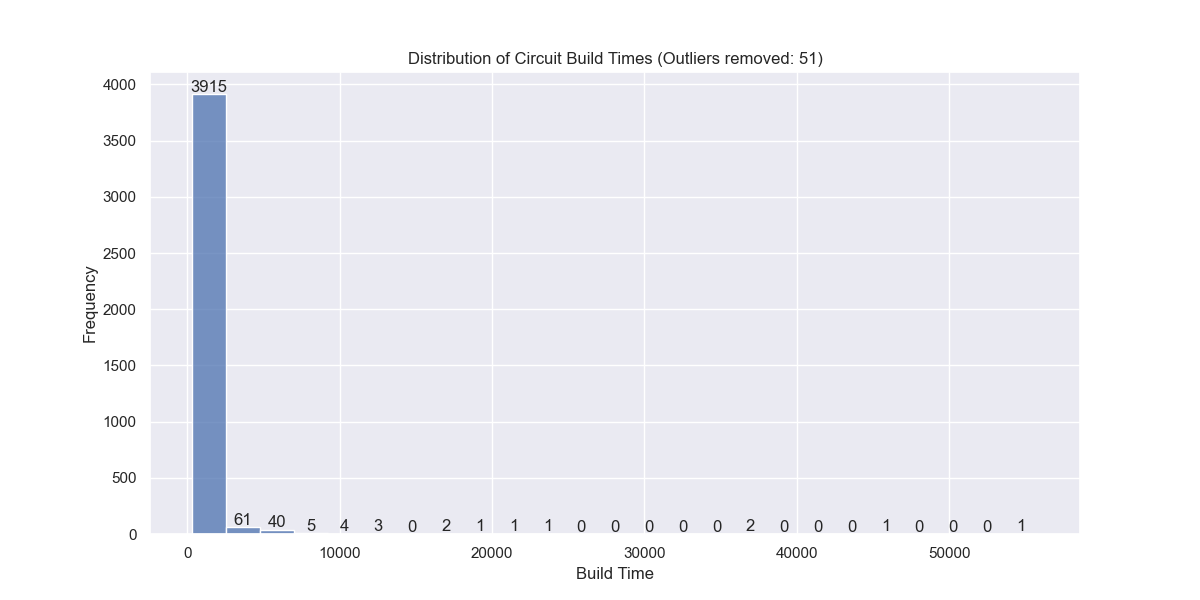 Distribution of Circuit Build Times (Outliers removed: 51)
4000
3500
3000
2500
2000
1500
1000
500
0
Frequency
3915
61 40 5 4 3 0 2 1 1 1 0 0 0 0 0 2 0 0 0 1 0 0 0 1
0 10000 20000 30000 40000 50000
Build Time